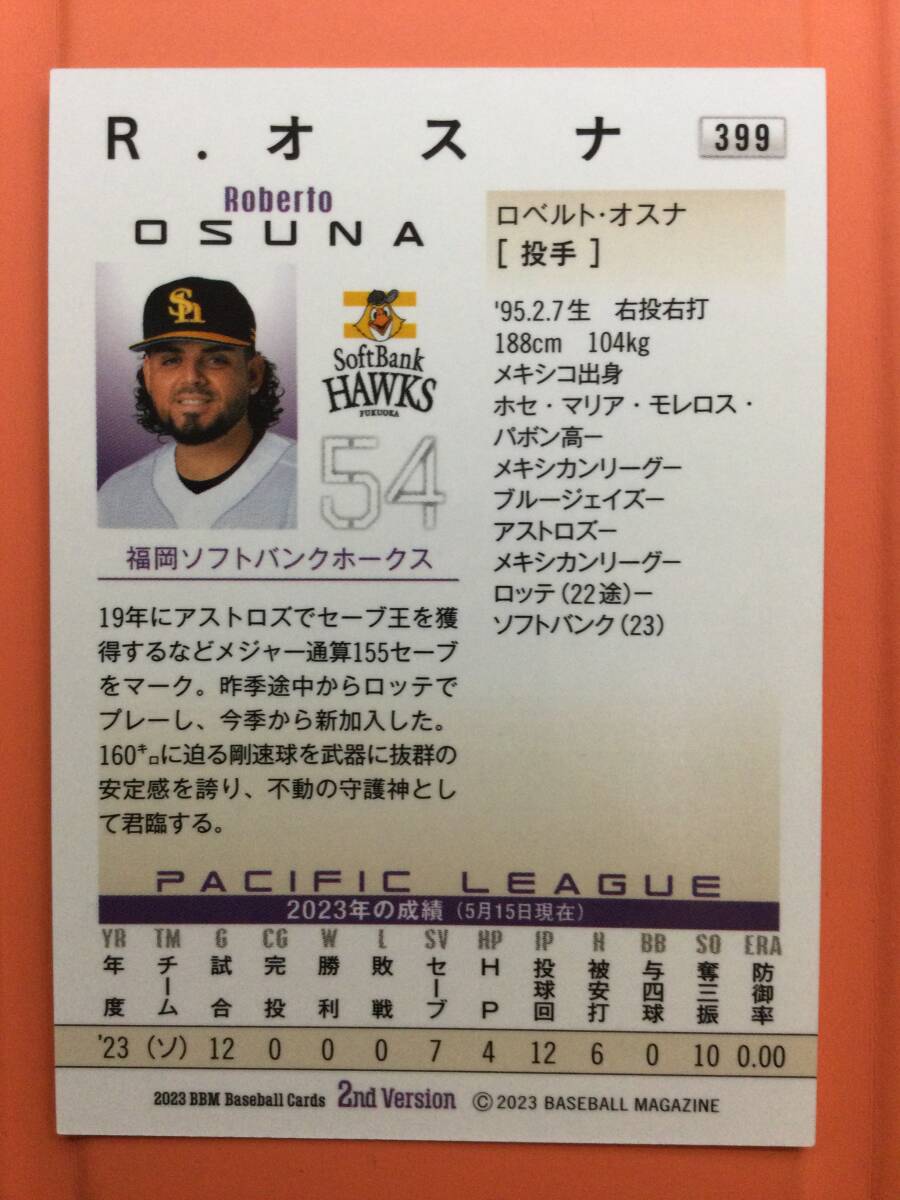 R.オスナ
399
Roberto
OSUNA
Sh
SoftBank
HAWKS
FUKUOKA
54
福岡ソフトバンクホークス
ロベルト・オスナ
[ 投手 ]
'95.2.7生 右投右打
188cm 104kg
メキシコ出身
ホセ・マリア・モレロス・
パボン高ー
メキシカンリーグー
ブルージェイズー
アストロズー
メキシカンリーグー
ロッテ(22途)ー
ソフトバンク(23)
19年にアストロズでセーブ王を獲
得するなどメジャー通算155セーブ
をマーク。昨季途中からロッテで
プレーし、今季から新加入した。
160㌔に迫る剛速球を武器に抜群の
安定感を誇り、不動の守護神とし
て君臨する。
PACIFIC LEAGUE
2023年の成績 (5月15日現在)
YR TM G CG W L SV HP IP H BB SO ERA
年度 チーム 試合 完投 勝利 敗戦 セーブ HP 投球回 被安打 与四球 奪三振 防御率
'23 (ソ) 12 0 0 0 7 4 12 6 0 10 0.00
2023 BBM Baseball Cards 2nd Version ©2023 BASEBALL MAGAZINE